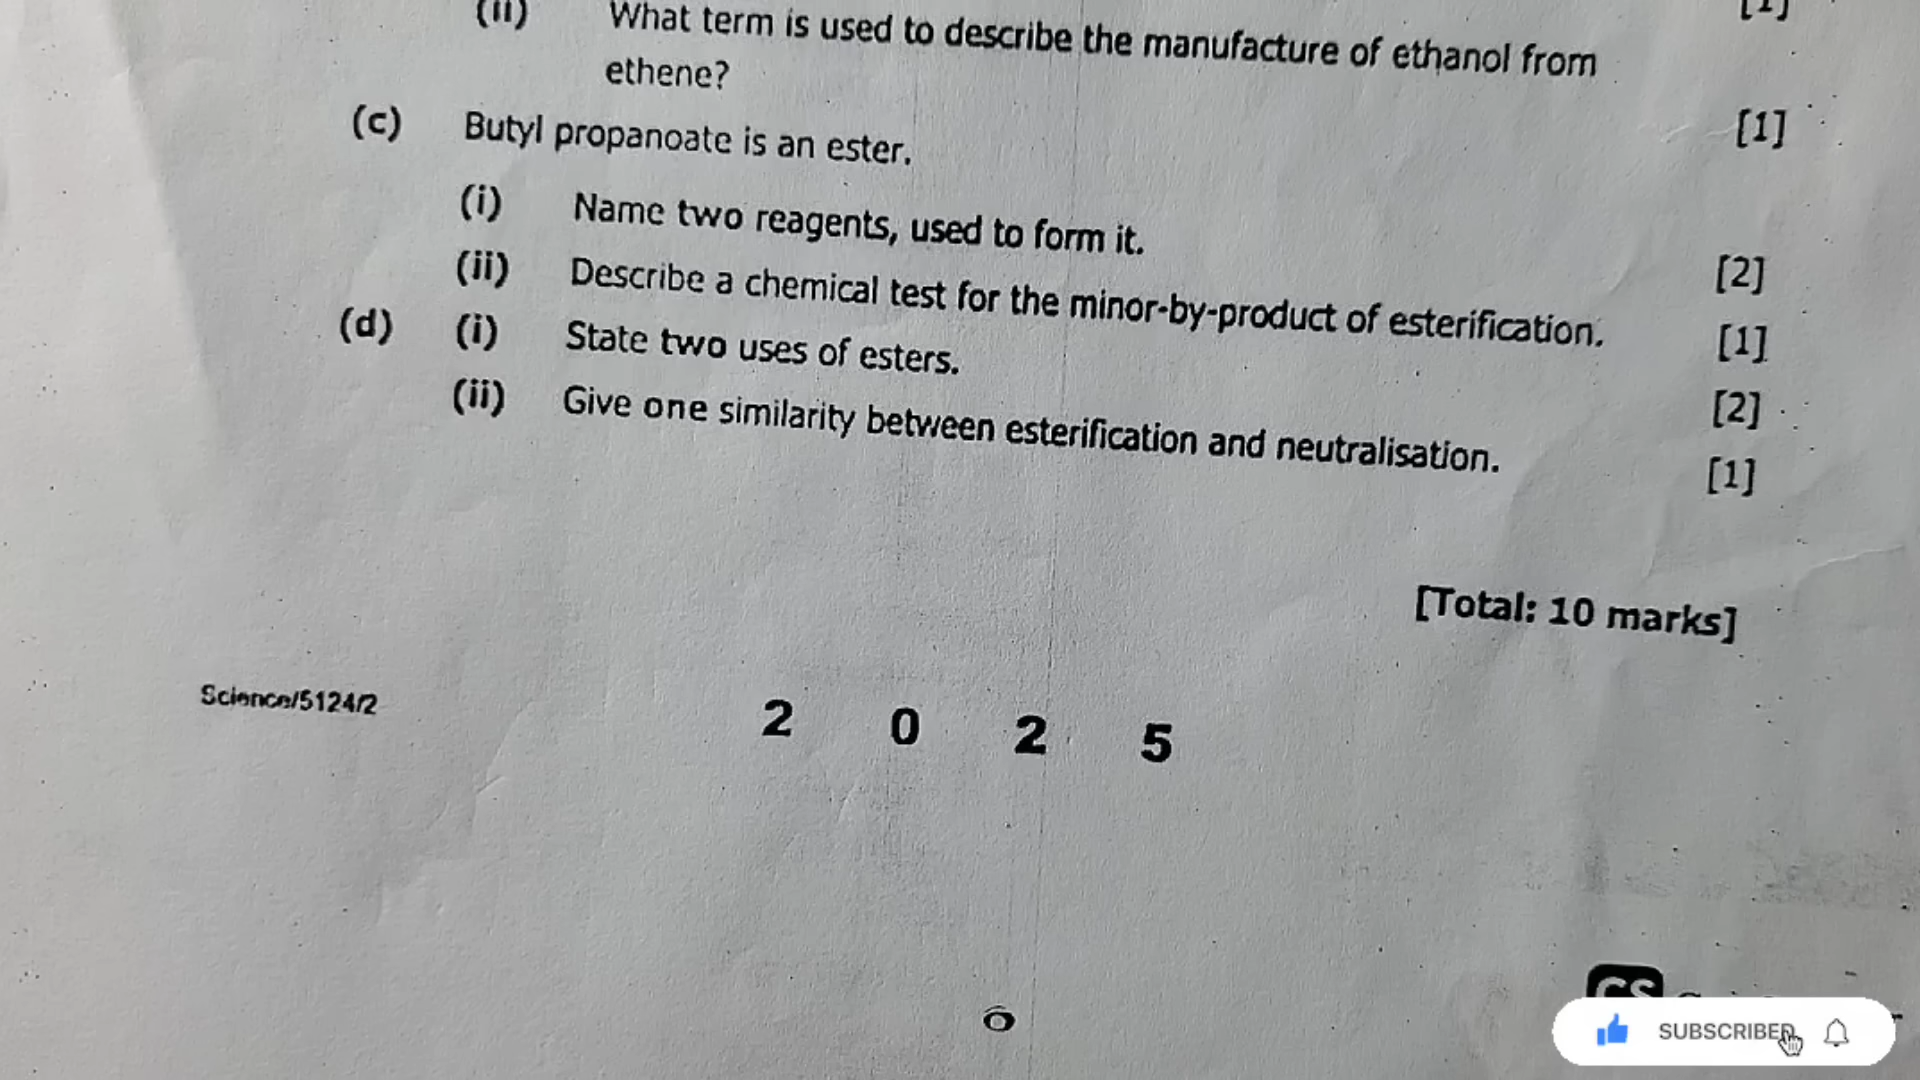 (ii) What term is used to describe the manufacture of ethanol from [1]
ethene? [1]
(c) Butyl propanoate is an ester.
(i) Name two reagents, used to form it. [2]
(ii) Describe a chemical test for the minor-by-product of esterification. [1]
(d) (i) State two uses of esters. [2]
(ii) Give one similarity between esterification and neutralisation. [1]
[Total: 10 marks]
Science/5124/2
2 0 2 5
CS
SUBSCRIBED